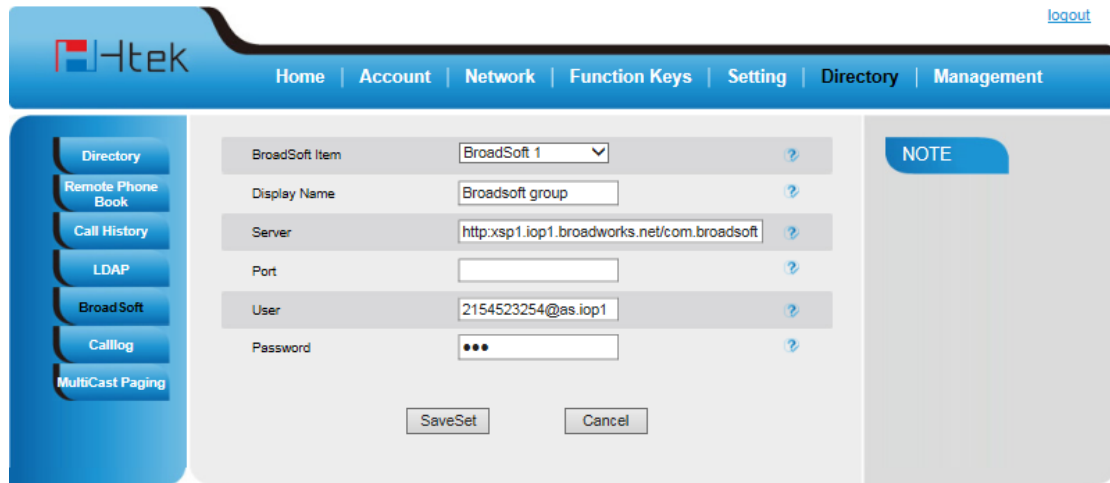 logout
Htek
Home | Account | Network | Function Keys | Setting | Directory | Management
Directory
Remote Phone
Book
Call History
LDAP
BroadSoft
Calllog
MultiCast Paging
BroadSoft Item BroadSoft 1 ?
Display Name Broadsoft group ?
Server http:xsp1.iop1.broadworks.net/com.broadsoft ?
Port ?
User 2154523254@as.iop1 ?
Password ●●● ?
SaveSet Cancel
NOTE